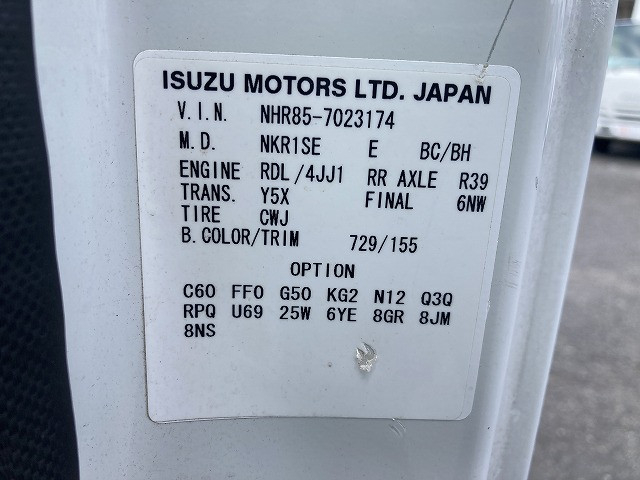 ISUZU MOTORS LTD. JAPAN
V.I.N. NHR85-7023174
M.D. NKR1SE E BC/BH
ENGINE RDL/4JJ1 RR AXLE R39
TRANS. Y5X FINAL 6NW
TIRE CWJ
B.COLOR/TRIM 729/155
OPTION
C60 FF0 G50 KG2 N12 Q3Q
RPQ U69 25W 6YE 8GR 8JM
8NS